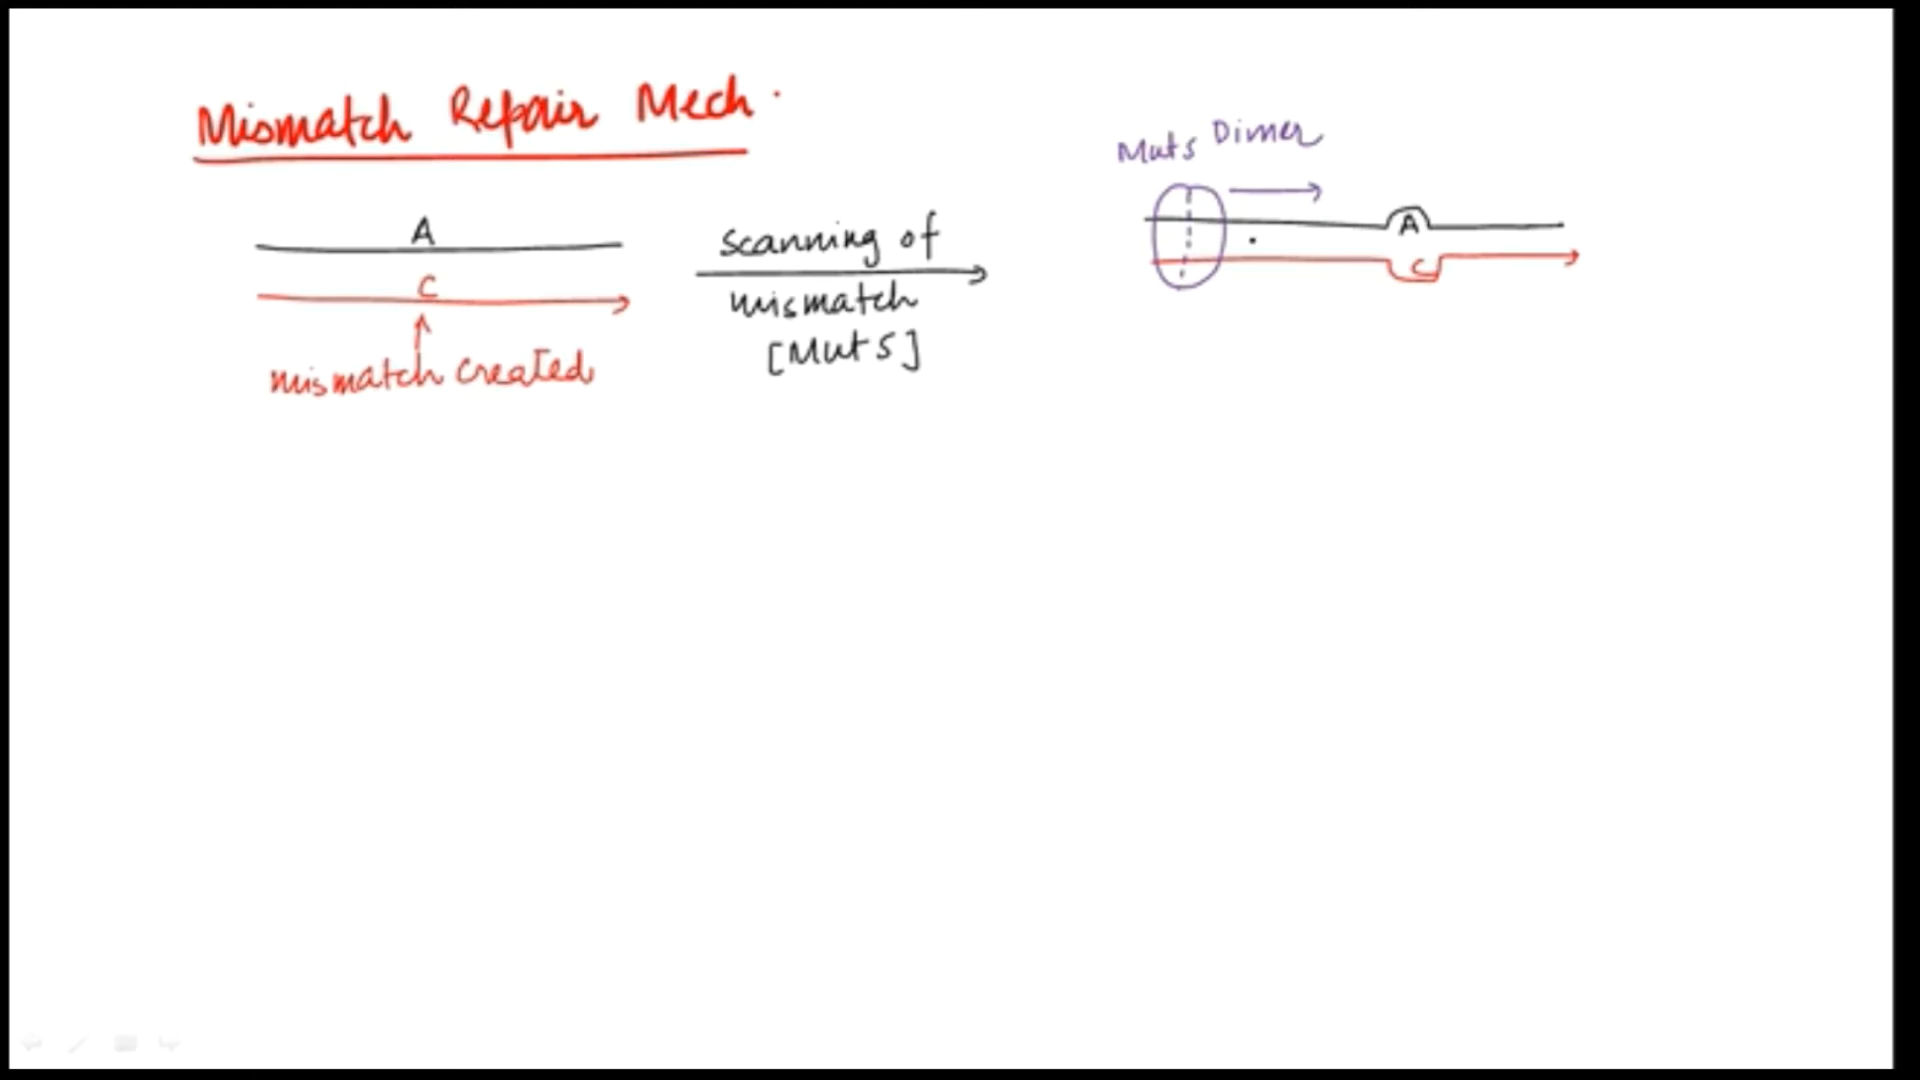 Mismatch Repair Mech.
A
C
mismatch created
scanning of
mismatch
[Muts]
Muts Dimer
A
C